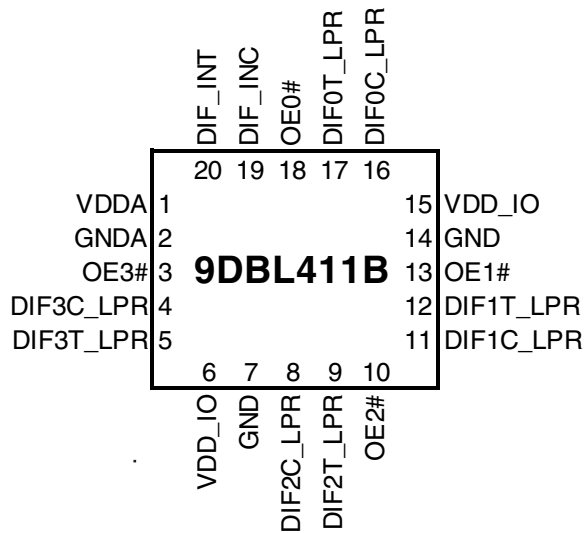 DIF_INT
DIF_INC
OE0#
DIF0T_LPR
DIF0C_LPR
20 19 18 17 16
VDDA 1
GNDA 2
OE3# 3
DIF3C_LPR 4
DIF3T_LPR 5
9DBL411B
15 VDD_IO
14 GND
13 OE1#
12 DIF1T_LPR
11 DIF1C_LPR
6 7 8 9 10
VDD_IO
GND
DIF2C_LPR
DIF2T_LPR
OE2#